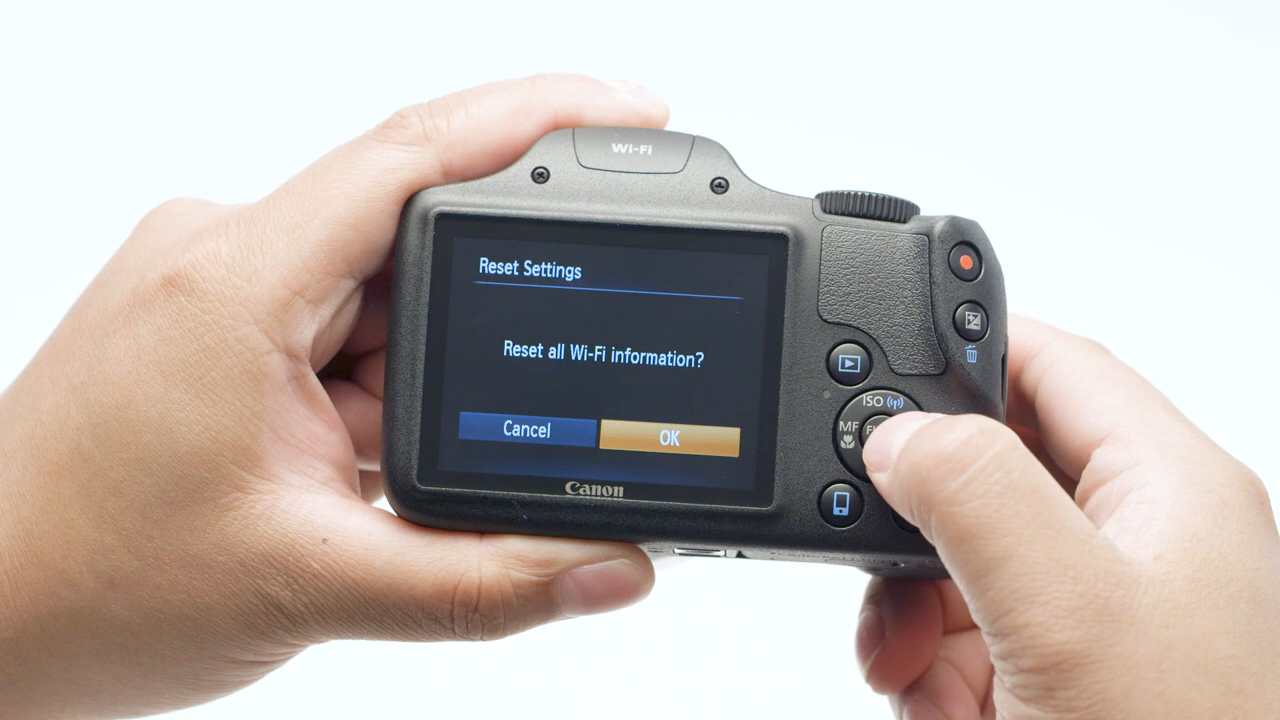 Wi-Fi
Reset Settings
Reset all Wi-Fi information?
Cancel
OK
Canon
ISO
MF